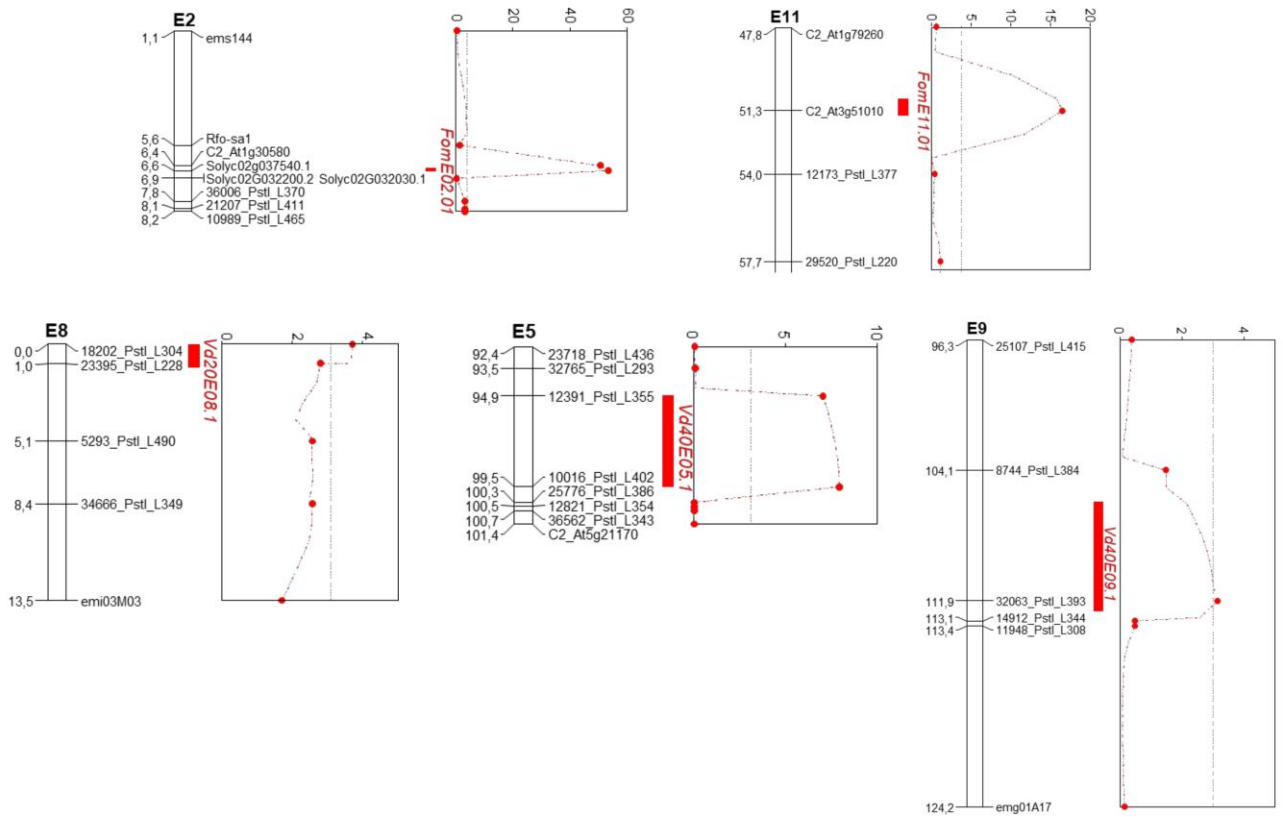 E2
0 20 40 60
1,1 ems144
5,6 Rfo-sa1
6,4 C2_At1g30580
6,6 Solyc02g037540.1
6,9 Solyc02G032200.2 Solyc02G032030.1
7,8 36006_PstI_L370
8,1 21207_PstI_L411
8,2 10989_PstI_L465
FomE02.01
E11
0 5 10 15 20
47,8 C2_At1g79260
51,3 C2_At3g51010
54,0 12173_PstI_L377
57,7 29520_PstI_L220
FomE11.01
E8
0 2 4
0,0 18202_PstI_L304
1,0 23395_PstI_L228
5,1 5293_PstI_L490
8,4 34666_PstI_L349
13,5 emi03M03
Vd20E08.1
E5
0 5 10
92,4 23718_PstI_L436
93,5 32765_PstI_L293
94,9 12391_PstI_L355
99,5 10016_PstI_L402
100,3 25776_PstI_L386
100,5 12821_PstI_L354
100,7 36562_PstI_L343
101,4 C2_At5g21170
Vd40E05.1
E9
0 2 4
96,3 25107_PstI_L415
104,1 8744_PstI_L384
111,9 32063_PstI_L393
113,1 14912_PstI_L344
113,4 11948_PstI_L308
124,2 emg01A17
Vd40E09.1